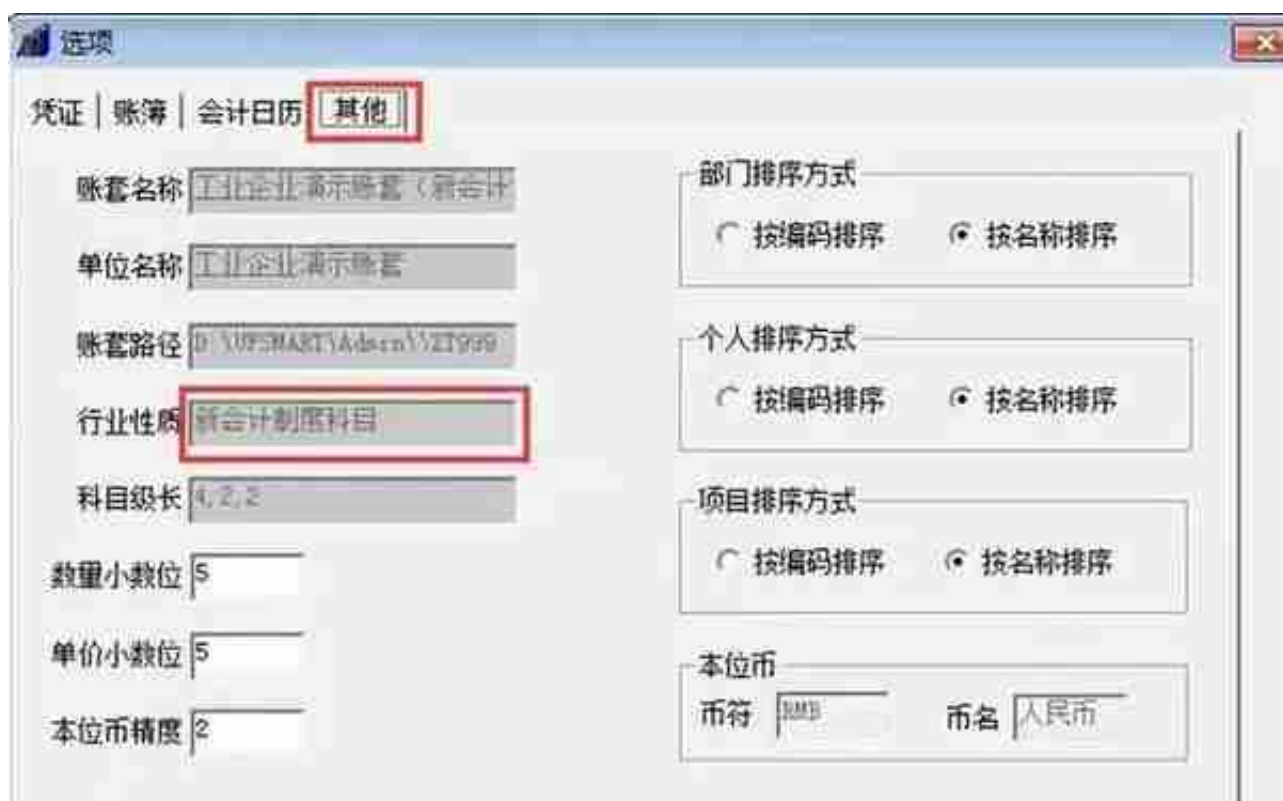 选项
凭证 账簿 会计日历 其他
账套名称 工业企业演示账套（新会计
单位名称 工业企业演示账套
账套路径
行业性质 新会计制度科目
科目级长 4,2,2
数量小数位 5
单价小数位 5
本位币精度 2
部门排序方式
按编码排序 按名称排序
个人排序方式
按编码排序 按名称排序
项目排序方式
按编码排序 按名称排序
本位币
币符 RMB 币名 人民币